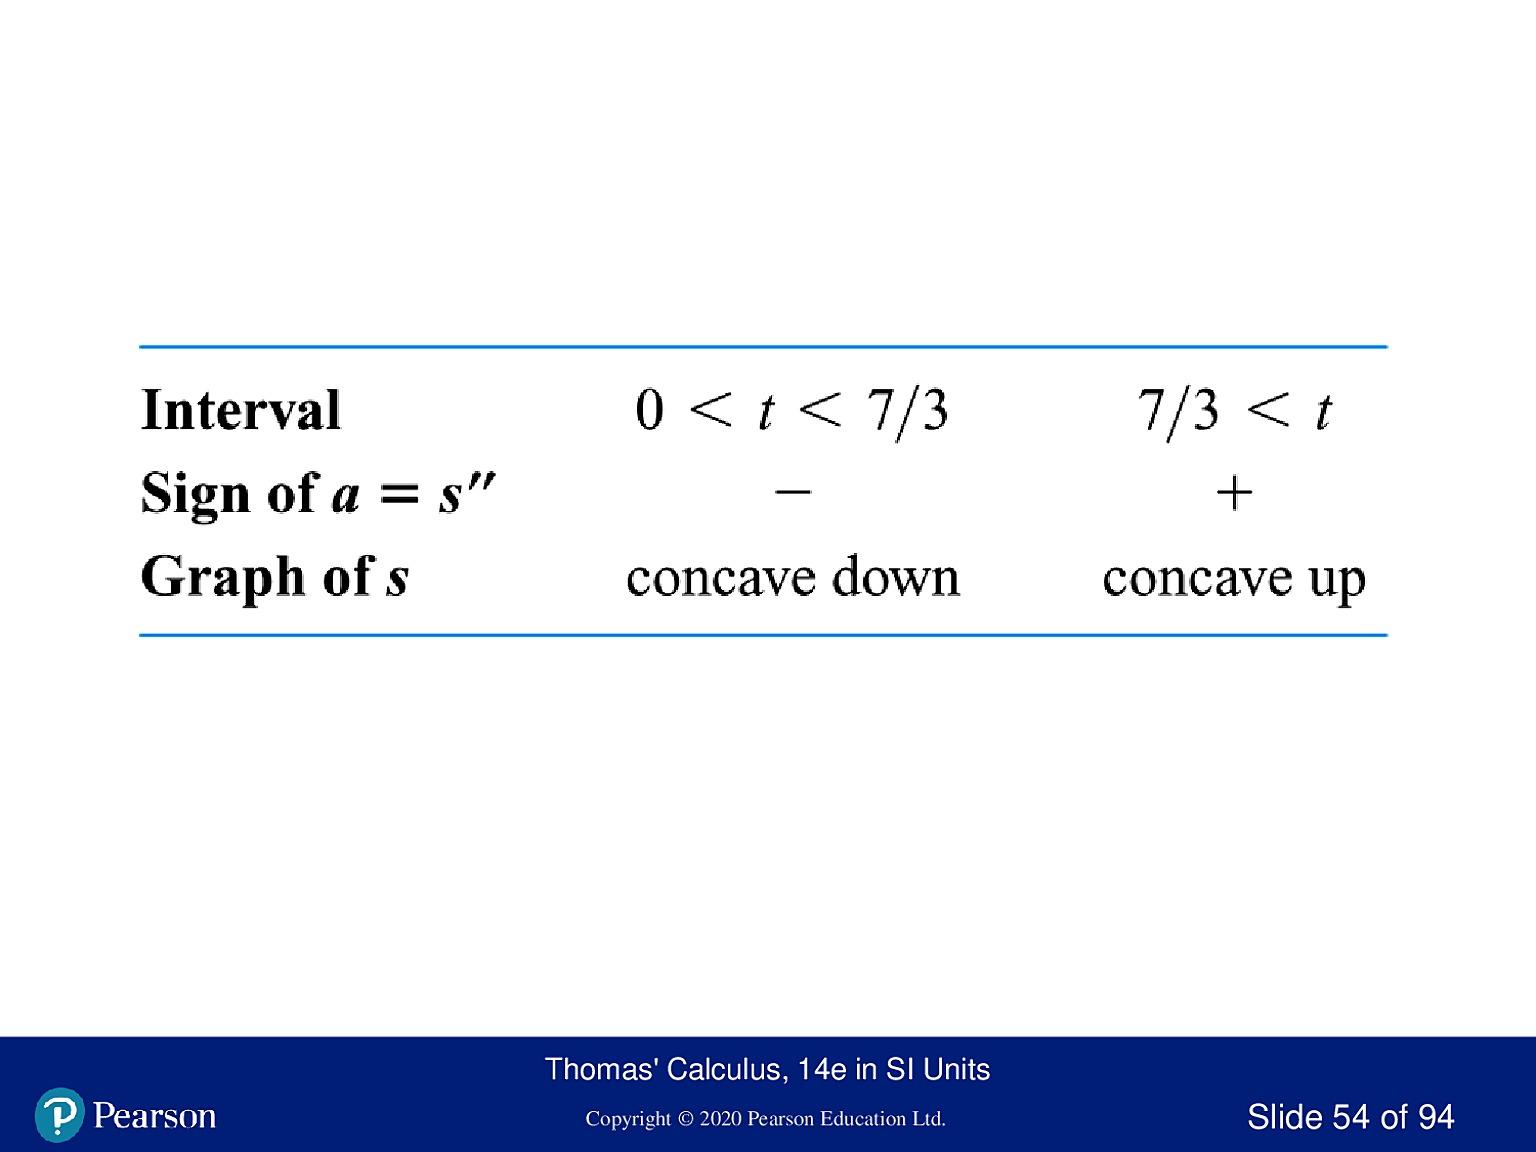 Interval 0 < t < 7/3 7/3 < t
Sign of a = s″ − +
Graph of s concave down concave up
Thomas' Calculus, 14e in SI Units
Pearson Copyright © 2020 Pearson Education Ltd. Slide 54 of 94